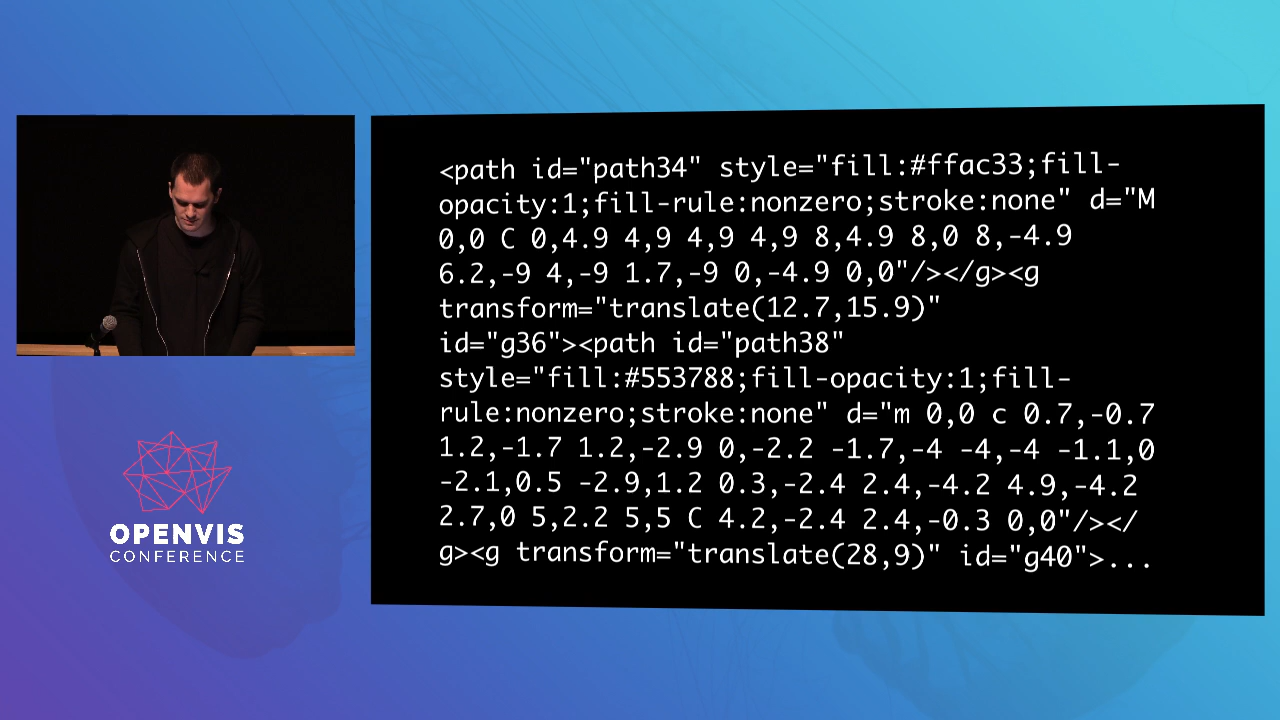 <path id="path34" style="fill:#ffac33;fill-
opacity:1;fill-rule:nonzero;stroke:none" d="M
0,0 C 0,4.9 4,9 4,9 4,9 8,4.9 8,0 8,-4.9
6.2,-9 4,-9 1.7,-9 0,-4.9 0,0"/></g><g
transform="translate(12.7,15.9)"
id="g36"><path id="path38"
style="fill:#553788;fill-opacity:1;fill-
rule:nonzero;stroke:none" d="m 0,0 c 0.7,-0.7
1.2,-1.7 1.2,-2.9 0,-2.2 -1.7,-4 -4,-4 -1.1,0
-2.1,0.5 -2.9,1.2 0.3,-2.4 2.4,-4.2 4.9,-4.2
2.7,0 5,2.2 5,5 C 4.2,-2.4 2.4,-0.3 0,0"/></
g><g transform="translate(28,9)" id="g40">...
OPENVIS
CONFERENCE